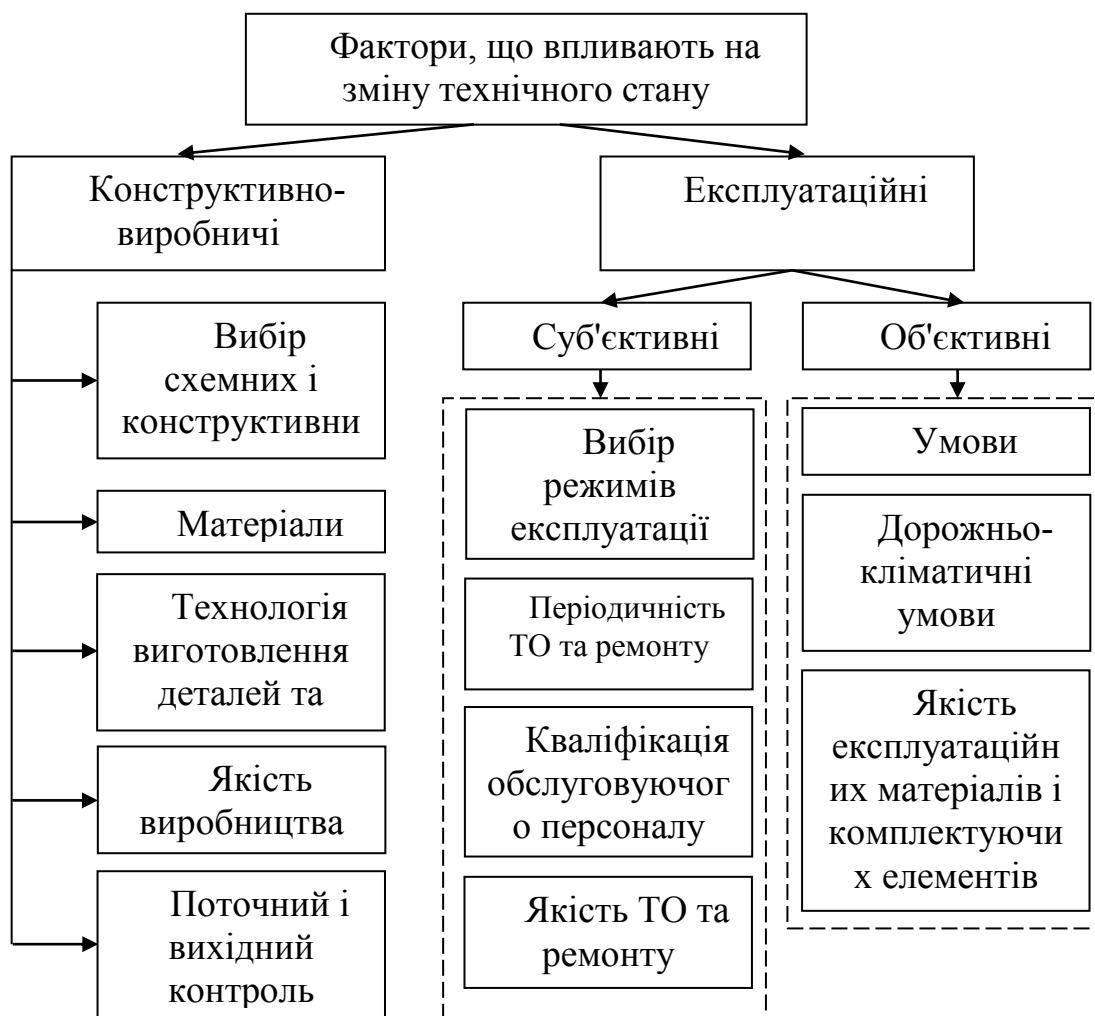 Фактори, що впливають на
зміну технічного стану
Конструктивно-
виробничі
Експлуатаційні
Вибір
схемних і
конструктивни
Матеріали
Технологія
виготовлення
деталей та
Якість
виробництва
Поточний і
вихідний
контроль
Суб'єктивні
Вибір
режимів
експлуатації
Періодичність
ТО та ремонту
Кваліфікація
обслуговуючог
о персоналу
Якість ТО та
ремонту
Об'єктивні
Умови
Дорожньо-
кліматичні
умови
Якість
експлуатаційн
их матеріалів і
комплектуючи
х елементів